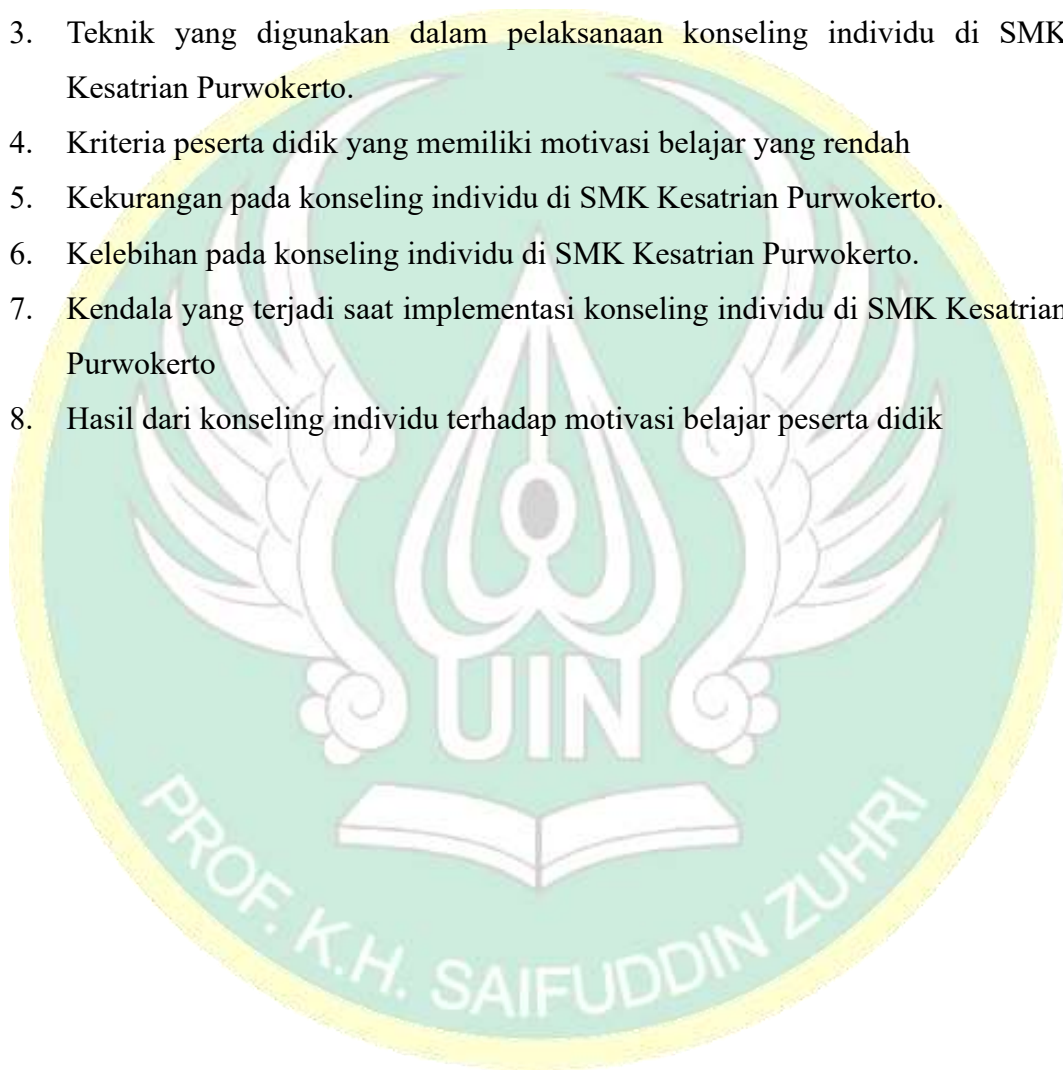 3. Teknik yang digunakan dalam pelaksanaan konseling individu di SMK
Kesatrian Purwokerto.
4. Kriteria peserta didik yang memiliki motivasi belajar yang rendah
5. Kekurangan pada konseling individu di SMK Kesatrian Purwokerto.
6. Kelebihan pada konseling individu di SMK Kesatrian Purwokerto.
7. Kendala yang terjadi saat implementasi konseling individu di SMK Kesatrian
Purwokerto
8. Hasil dari konseling individu terhadap motivasi belajar peserta didik
UIN
PROF. K.H. SAIFUDDIN ZUHRI